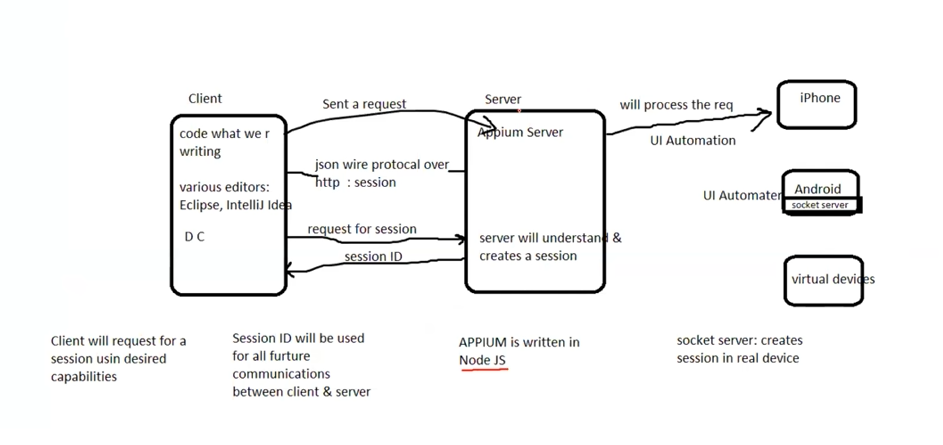 Client
code what we r
writing
various editors:
Eclipse, IntelliJ Idea
D C
Sent a request
json wire protocal over
http : session
request for session
session ID
Server
Appium Server
server will understand &
creates a session
will process the req
UI Automation
iPhone
UI Automater
Android
socket server
virtual devices
Client will request for a
session usin desired
capabilities
Session ID will be used
for all furture
communications
between client & server
APPIUM is written in
Node JS
socket server: creates
session in real device